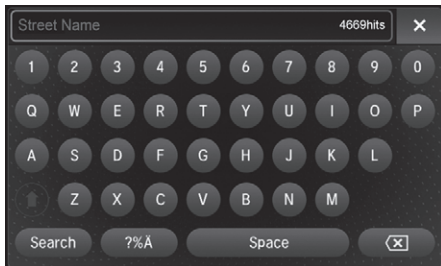 Street Name 4669hits ×
1 2 3 4 5 6 7 8 9 0
Q W E R T Y U I O P
A S D F G H J K L
Z X C V B N M
Search ?%Ä Space